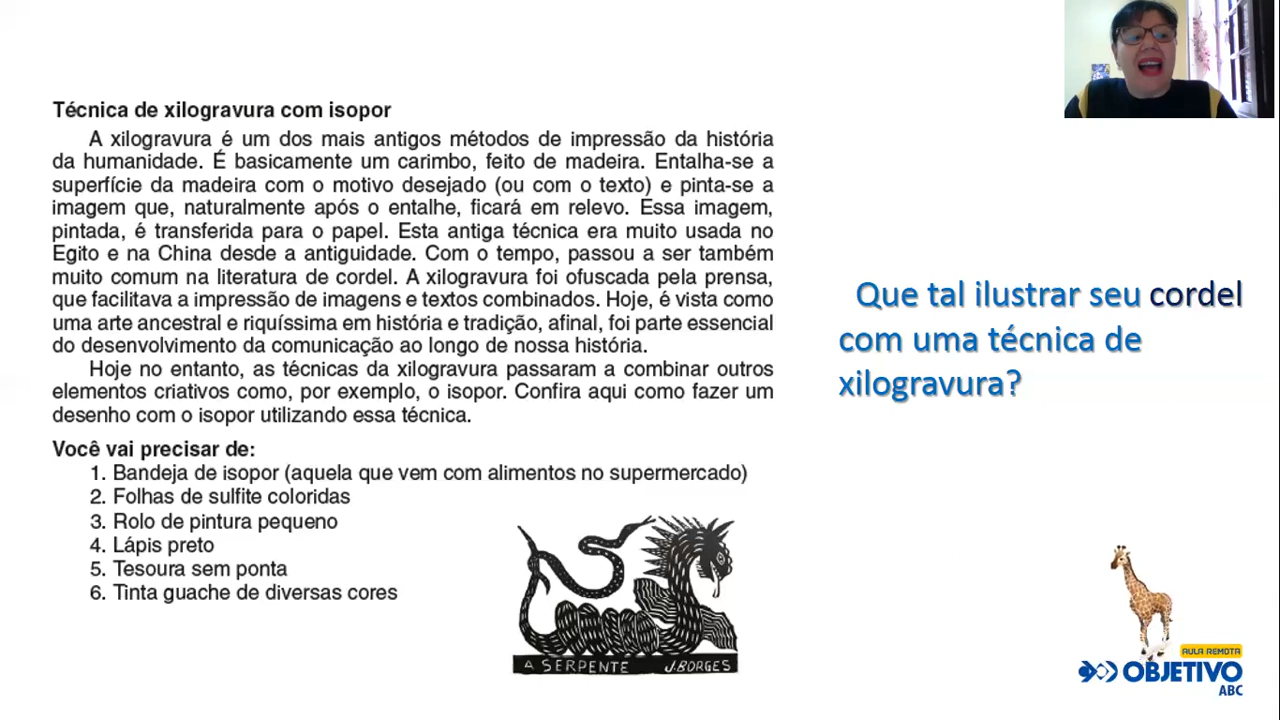 Técnica de xilogravura com isopor
A xilogravura é um dos mais antigos métodos de impressão da história
da humanidade. É basicamente um carimbo, feito de madeira. Entalha-se a
superfície da madeira com o motivo desejado (ou com o texto) e pinta-se a
imagem que, naturalmente após o entalhe, ficará em relevo. Essa imagem,
pintada, é transferida para o papel. Esta antiga técnica era muito usada no
Egito e na China desde a antiguidade. Com o tempo, passou a ser também
muito comum na literatura de cordel. A xilogravura foi ofuscada pela prensa,
que facilitava a impressão de imagens e textos combinados. Hoje, é vista como
uma arte ancestral e riquíssima em história e tradição, afinal, foi parte essencial
do desenvolvimento da comunicação ao longo de nossa história.
Hoje no entanto, as técnicas da xilogravura passaram a combinar outros
elementos criativos como, por exemplo, o isopor. Confira aqui como fazer um
desenho com o isopor utilizando essa técnica.
Você vai precisar de:
1. Bandeja de isopor (aquela que vem com alimentos no supermercado)
2. Folhas de sulfite coloridas
3. Rolo de pintura pequeno
4. Lápis preto
5. Tesoura sem ponta
6. Tinta guache de diversas cores
A SERPENTE J.BORGES
Que tal ilustrar seu cordel
com uma técnica de
xilogravura?
AULA REMOTA
OBJETIVO
ABC